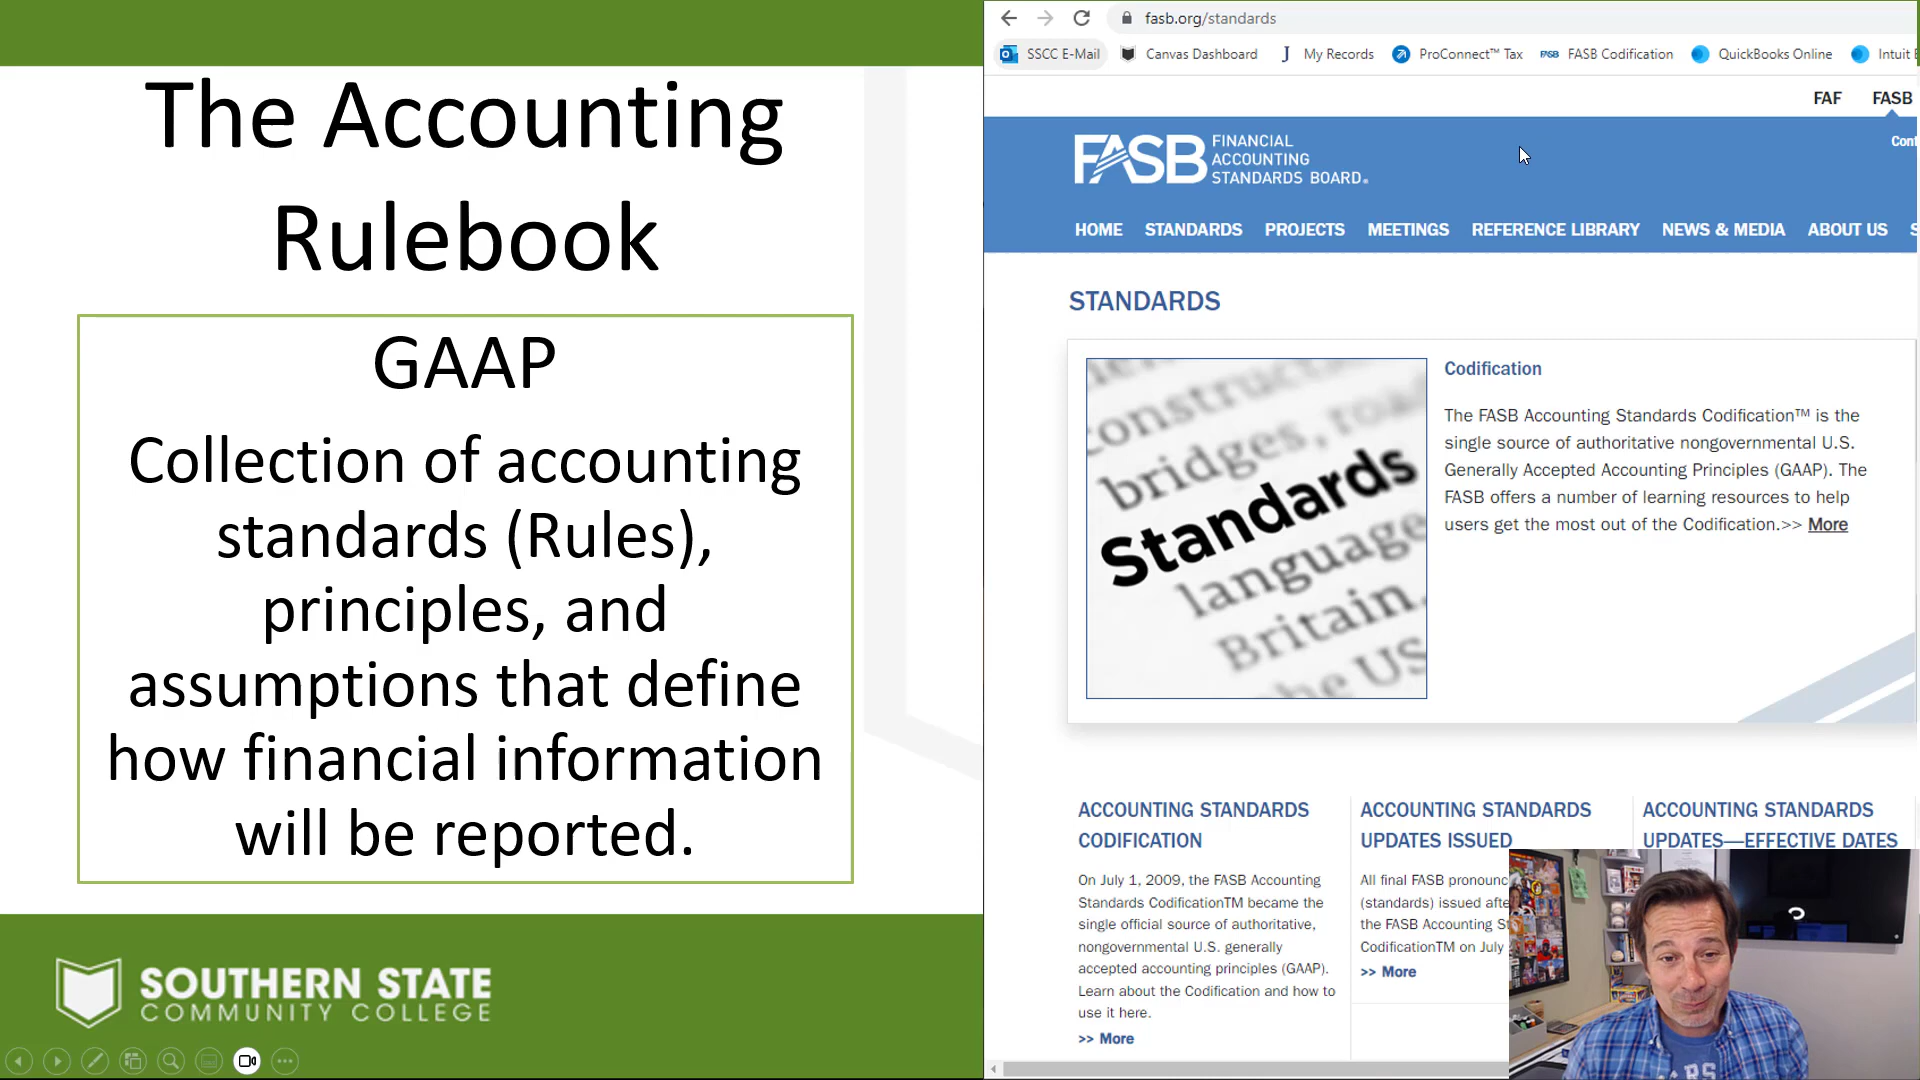 The Accounting
Rulebook
GAAP
Collection of accounting
standards (Rules),
principles, and
assumptions that define
how financial information
will be reported.
SOUTHERN STATE
COMMUNITY COLLEGE
fasb.org/standards
SSCC E-Mail
Canvas Dashboard
My Records
ProConnect™ Tax
FASB
FASB Codification
QuickBooks Online
Intuit
FAF
FASB
FASB
FINANCIAL
ACCOUNTING
STANDARDS BOARD®
HOME STANDARDS PROJECTS MEETINGS REFERENCE LIBRARY NEWS & MEDIA ABOUT US
STANDARDS
construct
bridges, road
Standards
language
Britain.
the US
Codification
The FASB Accounting Standards Codification™ is the
single source of authoritative nongovernmental U.S.
Generally Accepted Accounting Principles (GAAP). The
FASB offers a number of learning resources to help
users get the most out of the Codification.>> More
ACCOUNTING STANDARDS
CODIFICATION
On July 1, 2009, the FASB Accounting
Standards CodificationTM became the
single official source of authoritative,
nongovernmental U.S. generally
accepted accounting principles (GAAP).
Learn about the Codification and how to
use it here.
>> More
ACCOUNTING STANDARDS
UPDATES ISSUED
All final FASB
(standards) issued
the FASB Accounting
CodificationTM on July
>> More
ACCOUNTING STANDARDS
UPDATES—EFFECTIVE DATES